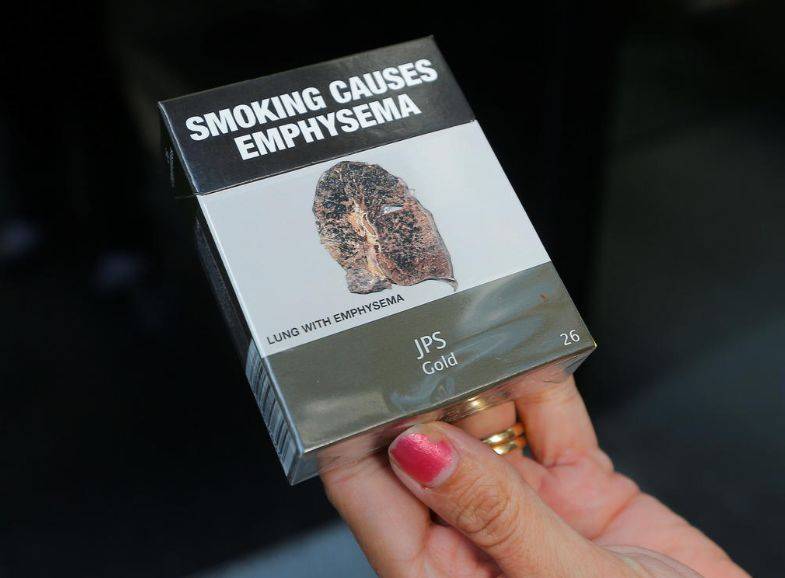 SMOKING CAUSES
EMPHYSEMA
LUNG WITH EMPHYSEMA
JPS
Gold
26